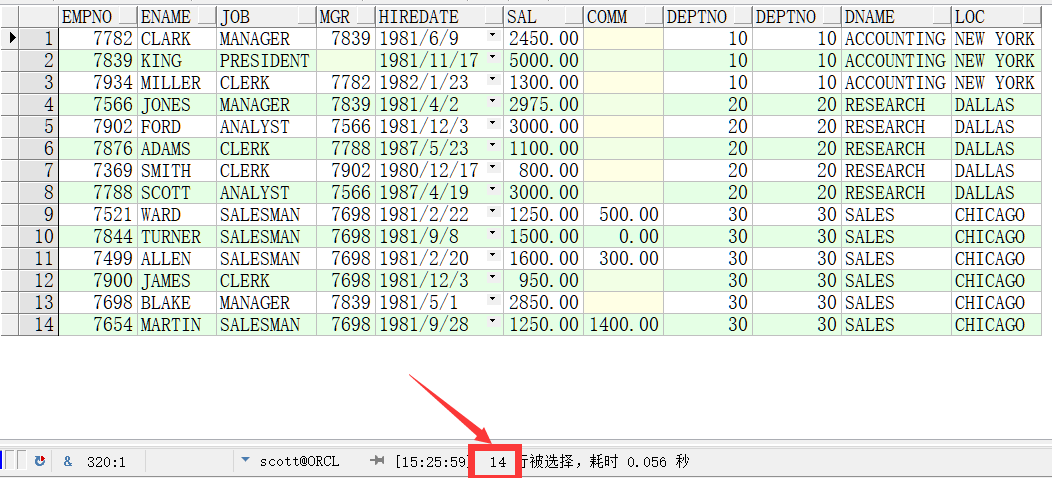 EMPNO ENAME JOB MGR HIREDATE SAL COMM DEPTNO DEPTNO DNAME LOC
1 7782 CLARK MANAGER 7839 1981/6/9 2450.00 10 10 ACCOUNTING NEW YORK
2 7839 KING PRESIDENT 1981/11/17 5000.00 10 10 ACCOUNTING NEW YORK
3 7934 MILLER CLERK 7782 1982/1/23 1300.00 10 10 ACCOUNTING NEW YORK
4 7566 JONES MANAGER 7839 1981/4/2 2975.00 20 20 RESEARCH DALLAS
5 7902 FORD ANALYST 7566 1981/12/3 3000.00 20 20 RESEARCH DALLAS
6 7876 ADAMS CLERK 7788 1987/5/23 1100.00 20 20 RESEARCH DALLAS
7 7369 SMITH CLERK 7902 1980/12/17 800.00 20 20 RESEARCH DALLAS
8 7788 SCOTT ANALYST 7566 1987/4/19 3000.00 20 20 RESEARCH DALLAS
9 7521 WARD SALESMAN 7698 1981/2/22 1250.00 500.00 30 30 SALES CHICAGO
10 7844 TURNER SALESMAN 7698 1981/9/8 1500.00 0.00 30 30 SALES CHICAGO
11 7499 ALLEN SALESMAN 7698 1981/2/20 1600.00 300.00 30 30 SALES CHICAGO
12 7900 JAMES CLERK 7698 1981/12/3 950.00 30 30 SALES CHICAGO
13 7698 BLAKE MANAGER 7839 1981/5/1 2850.00 30 30 SALES CHICAGO
14 7654 MARTIN SALESMAN 7698 1981/9/28 1250.00 1400.00 30 30 SALES CHICAGO
& 320:1 scott@ORCL [15:25:59] 14 行被选择，耗时 0.056 秒